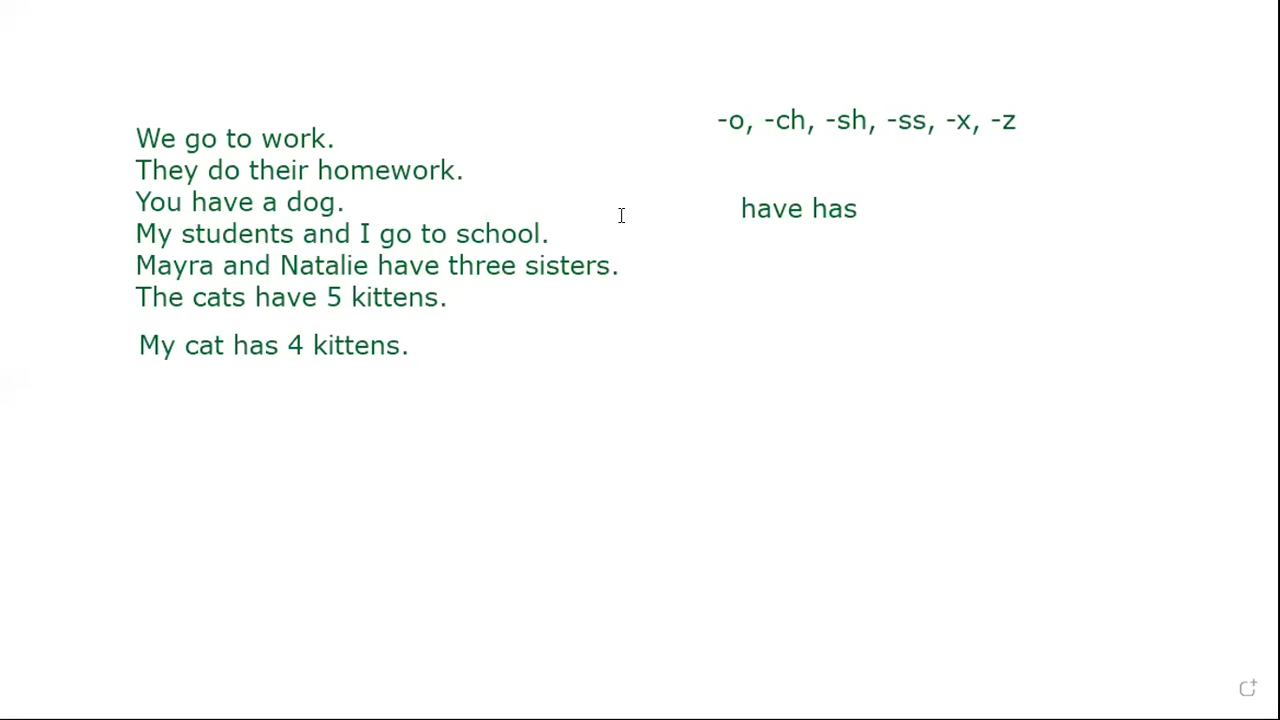 We go to work.
They do their homework.
You have a dog.
My students and I go to school.
Mayra and Natalie have three sisters.
The cats have 5 kittens.
My cat has 4 kittens.
-o, -ch, -sh, -ss, -x, -z
have has